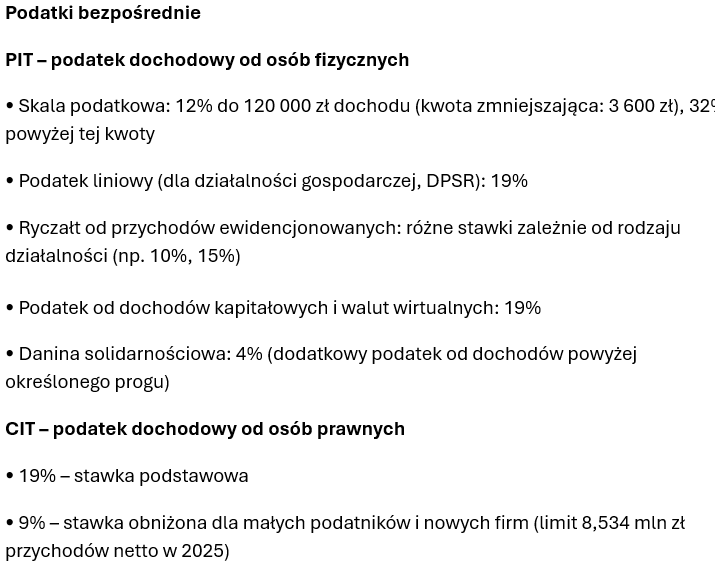 Podatki bezpośrednie
PIT – podatek dochodowy od osób fizycznych
• Skala podatkowa: 12% do 120 000 zł dochodu (kwota zmniejszająca: 3 600 zł), 32%
powyżej tej kwoty
• Podatek liniowy (dla działalności gospodarczej, DPSR): 19%
• Ryczałt od przychodów ewidencjonowanych: różne stawki zależnie od rodzaju
działalności (np. 10%, 15%)
• Podatek od dochodów kapitałowych i walut wirtualnych: 19%
• Danina solidarnościowa: 4% (dodatkowy podatek od dochodów powyżej
określonego progu)
CIT – podatek dochodowy od osób prawnych
• 19% – stawka podstawowa
• 9% – stawka obniżona dla małych podatników i nowych firm (limit 8,534 mln zł
przychodów netto w 2025)